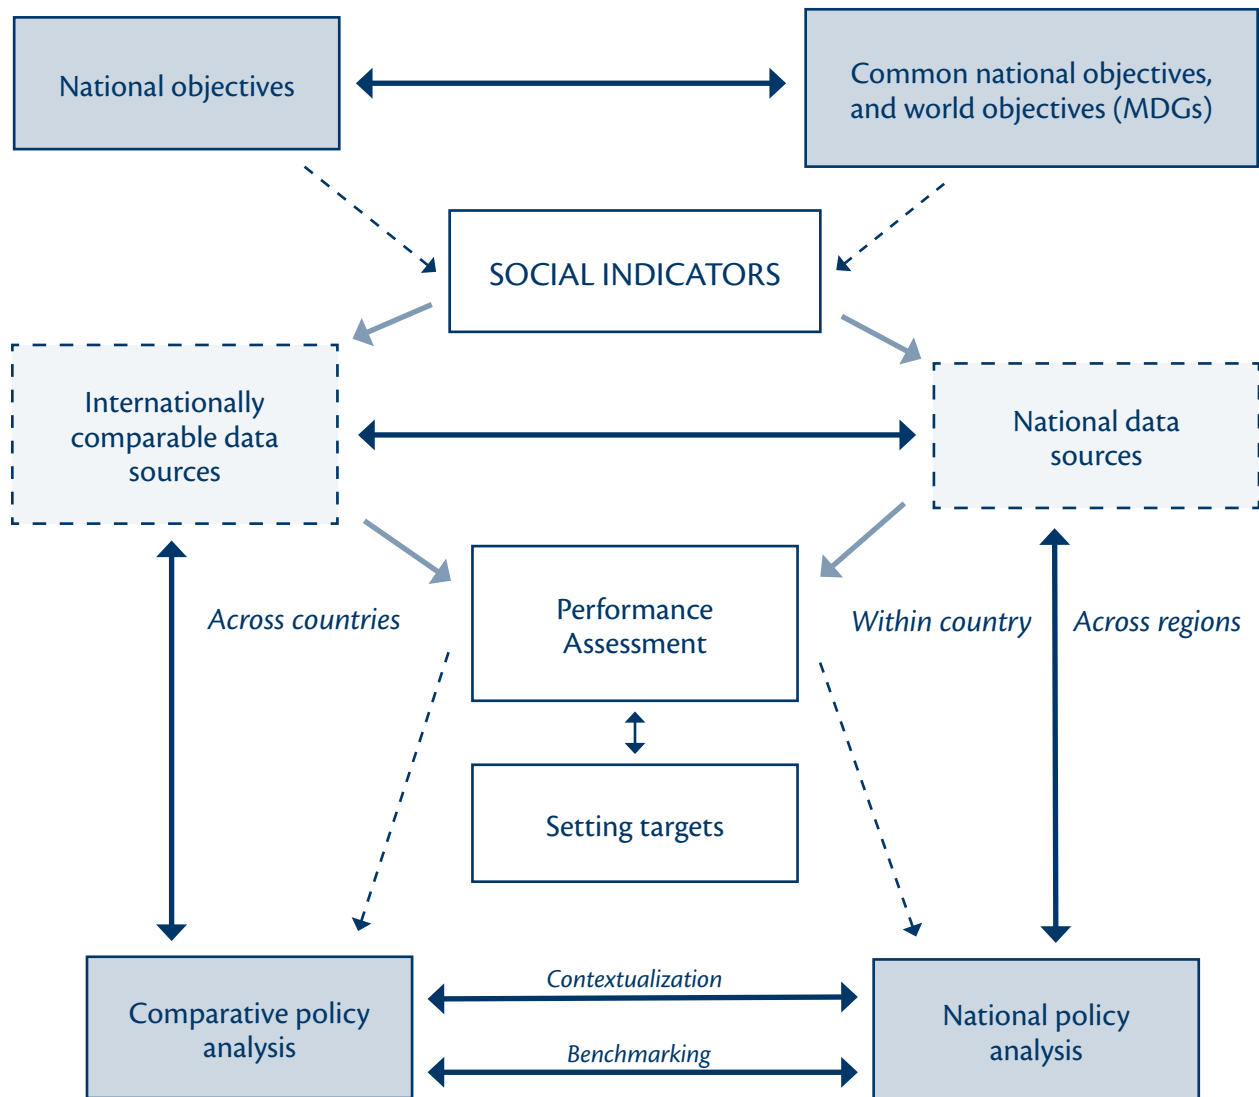 National objectives
Common national objectives,
and world objectives (MDGs)
SOCIAL INDICATORS
Internationally
comparable data
sources
National data
sources
Across countries
Performance
Assessment
Within country
Across regions
Setting targets
Contextualization
Comparative policy
analysis
National policy
analysis
Benchmarking